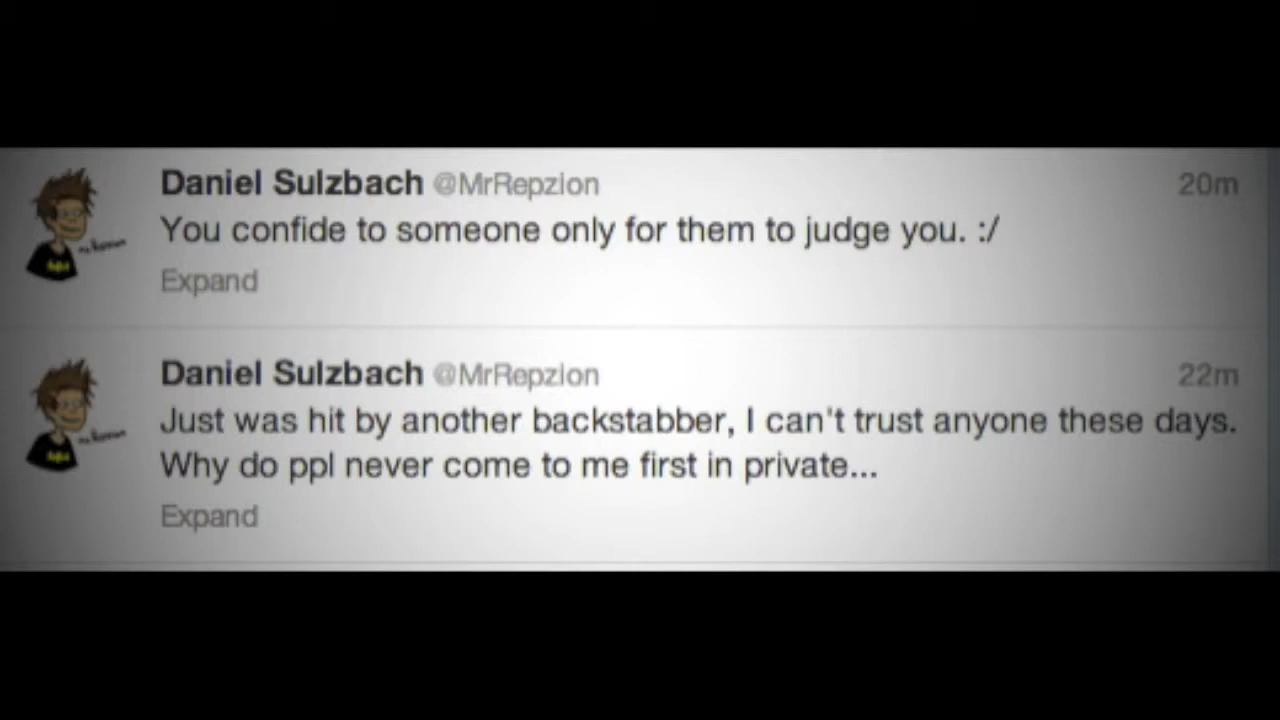 Daniel Sulzbach @MrRepzion 20m
You confide to someone only for them to judge you. :/
Expand
Daniel Sulzbach @MrRepzion 22m
Just was hit by another backstabber, I can't trust anyone these days.
Why do ppl never come to me first in private...
Expand